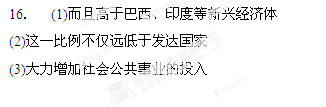 16. (1)而且高于巴西、印度等新兴经济体
(2)这一比例不仅远低于发达国家
(3)大力增加社会公共事业的投入